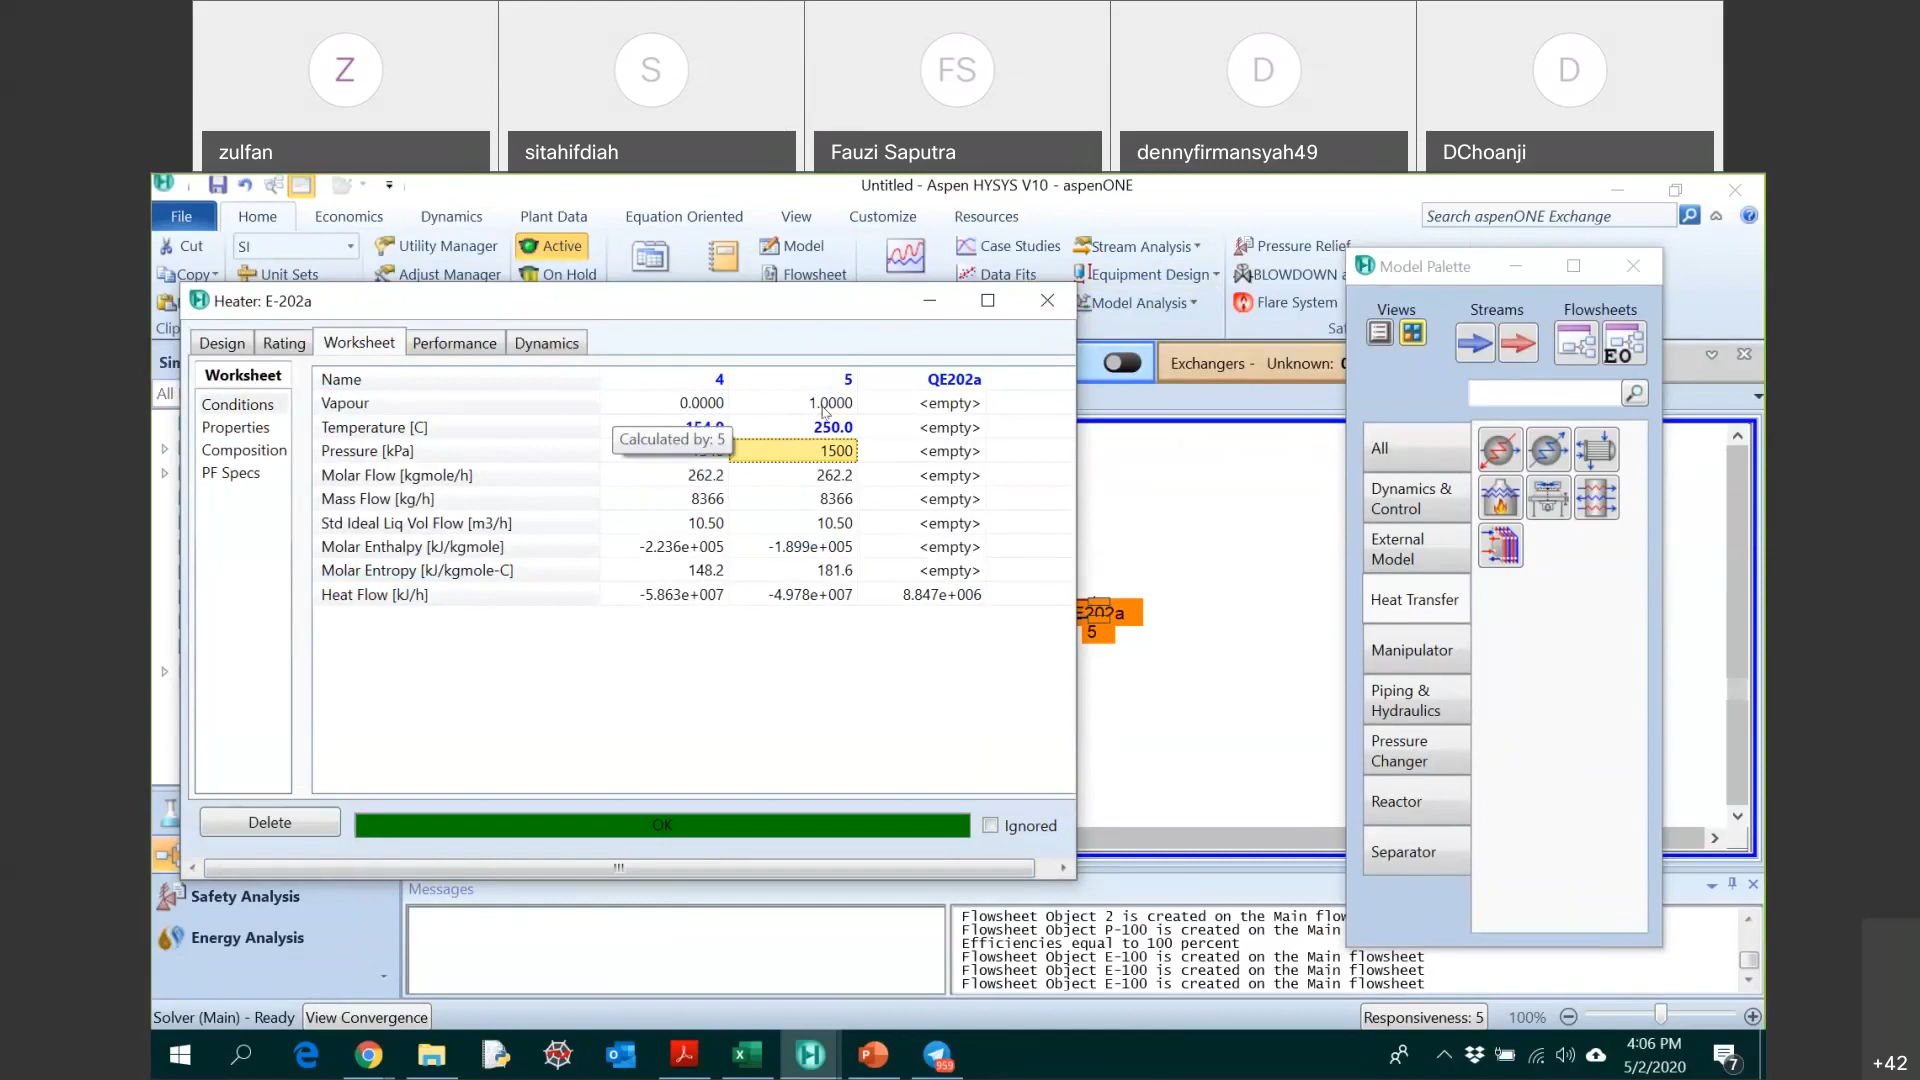 Z
S
FS
D
D
zulfan
sitahifdiah
Fauzi Saputra
dennyfirmansyah49
DChoanji
Untitled - Aspen HYSYS V10 - aspenONE
File
Home
Economics
Dynamics
Plant Data
Equation Oriented
View
Customize
Resources
Search aspenONE Exchange
Cut
SI
Utility Manager
Active
Model
Case Studies
Stream Analysis
Pressure Relief
Copy
Unit Sets
Adjust Manager
On Hold
Flowsheet
Data Fits
Equipment Design
BLOWDOWN
Model Analysis
Flare System
Model Palette
Heater: E-202a
Views
Streams
Flowsheets
EO
Design
Rating
Worksheet
Performance
Dynamics
Exchangers - Unknown:
All
Worksheet
Conditions
Properties
Composition
PF Specs
Name 4 5 QE202a
Vapour 0.0000 1.0000 <empty>
Temperature [C] 250.0 <empty>
Calculated by: 5
Pressure [kPa] 1500 <empty>
Molar Flow [kgmole/h] 262.2 262.2 <empty>
Mass Flow [kg/h] 8366 8366 <empty>
Std Ideal Liq Vol Flow [m3/h] 10.50 10.50 <empty>
Molar Enthalpy [kJ/kgmole] -2.236e+005 -1.899e+005 <empty>
Molar Entropy [kJ/kgmole-C] 148.2 181.6 <empty>
Heat Flow [kJ/h] -5.863e+007 -4.978e+007 8.847e+006
E202a
5
All
Dynamics &
Control
External
Model
Heat Transfer
Manipulator
Piping &
Hydraulics
Pressure
Changer
Reactor
Separator
Delete
OK
Ignored
Safety Analysis
Energy Analysis
Messages
Flowsheet Object 2 is created on the Main
Flowsheet Object P-100 is created on the Main
Efficiencies equal to 100 percent
Flowsheet Object E-100 is created on the Main flowsheet
Flowsheet Object E-100 is created on the Main flowsheet
Flowsheet Object E-100 is created on the Main flowsheet
Solver (Main) - Ready
View Convergence
Responsiveness: 5
100%
959
4:06 PM
5/2/2020
7
+42